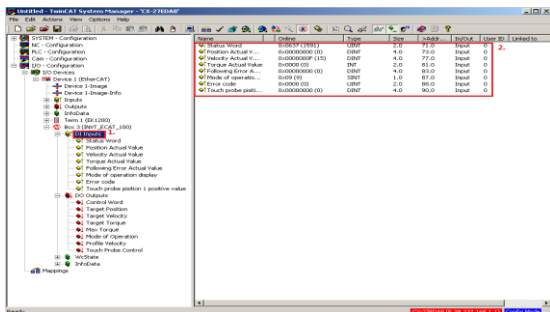 Untitled - TwinCAT System Manager - 'CX-27EDA8'
File Edit Actions View Options Help
SYSTEM - Configuration
NC - Configuration
PLC - Configuration
Cam - Configuration
I/O - Configuration
I/O Devices
Device 1 (EtherCAT)
Device 1-Image
Device 1-Image-Info
Inputs
Outputs
InfoData
Term 1 (EK1200)
Box 3 (INVT_ECAT_100)
DI Inputs 1.
Status Word
Position Actual Value
Velocity Actual Value
Torque Actual Value
Following Error Actual Value
Mode of operation display
Error code
Touch probe position 1 positive value
DO Outputs
Control Word
Target Position
Target Velocity
Target Torque
Max Torque
Mode of Operation
Profile Velocity
Touch Probe Control
WcState
InfoData
Mappings
Name Online Type Size >Addr... In/Out User ID Linked to
Status Word 0x0637 (1591) UINT 2.0 71.0 Input 0 2.
Position Actual V... 0x00000000 (0) DINT 4.0 73.0 Input 0
Velocity Actual V... 0x0000000F (15) DINT 4.0 77.0 Input 0
Torque Actual Value 0x0000 (0) INT 2.0 81.0 Input 0
Following Error A... 0x00000000 (0) DINT 4.0 83.0 Input 0
Mode of operatio... 0x09 (9) SINT 1.0 87.0 Input 0
Error code 0x0000 (0) UINT 2.0 88.0 Input 0
Touch probe posit... 0x00000000 (0) DINT 4.0 90.0 Input 0
Ready
Config Mode